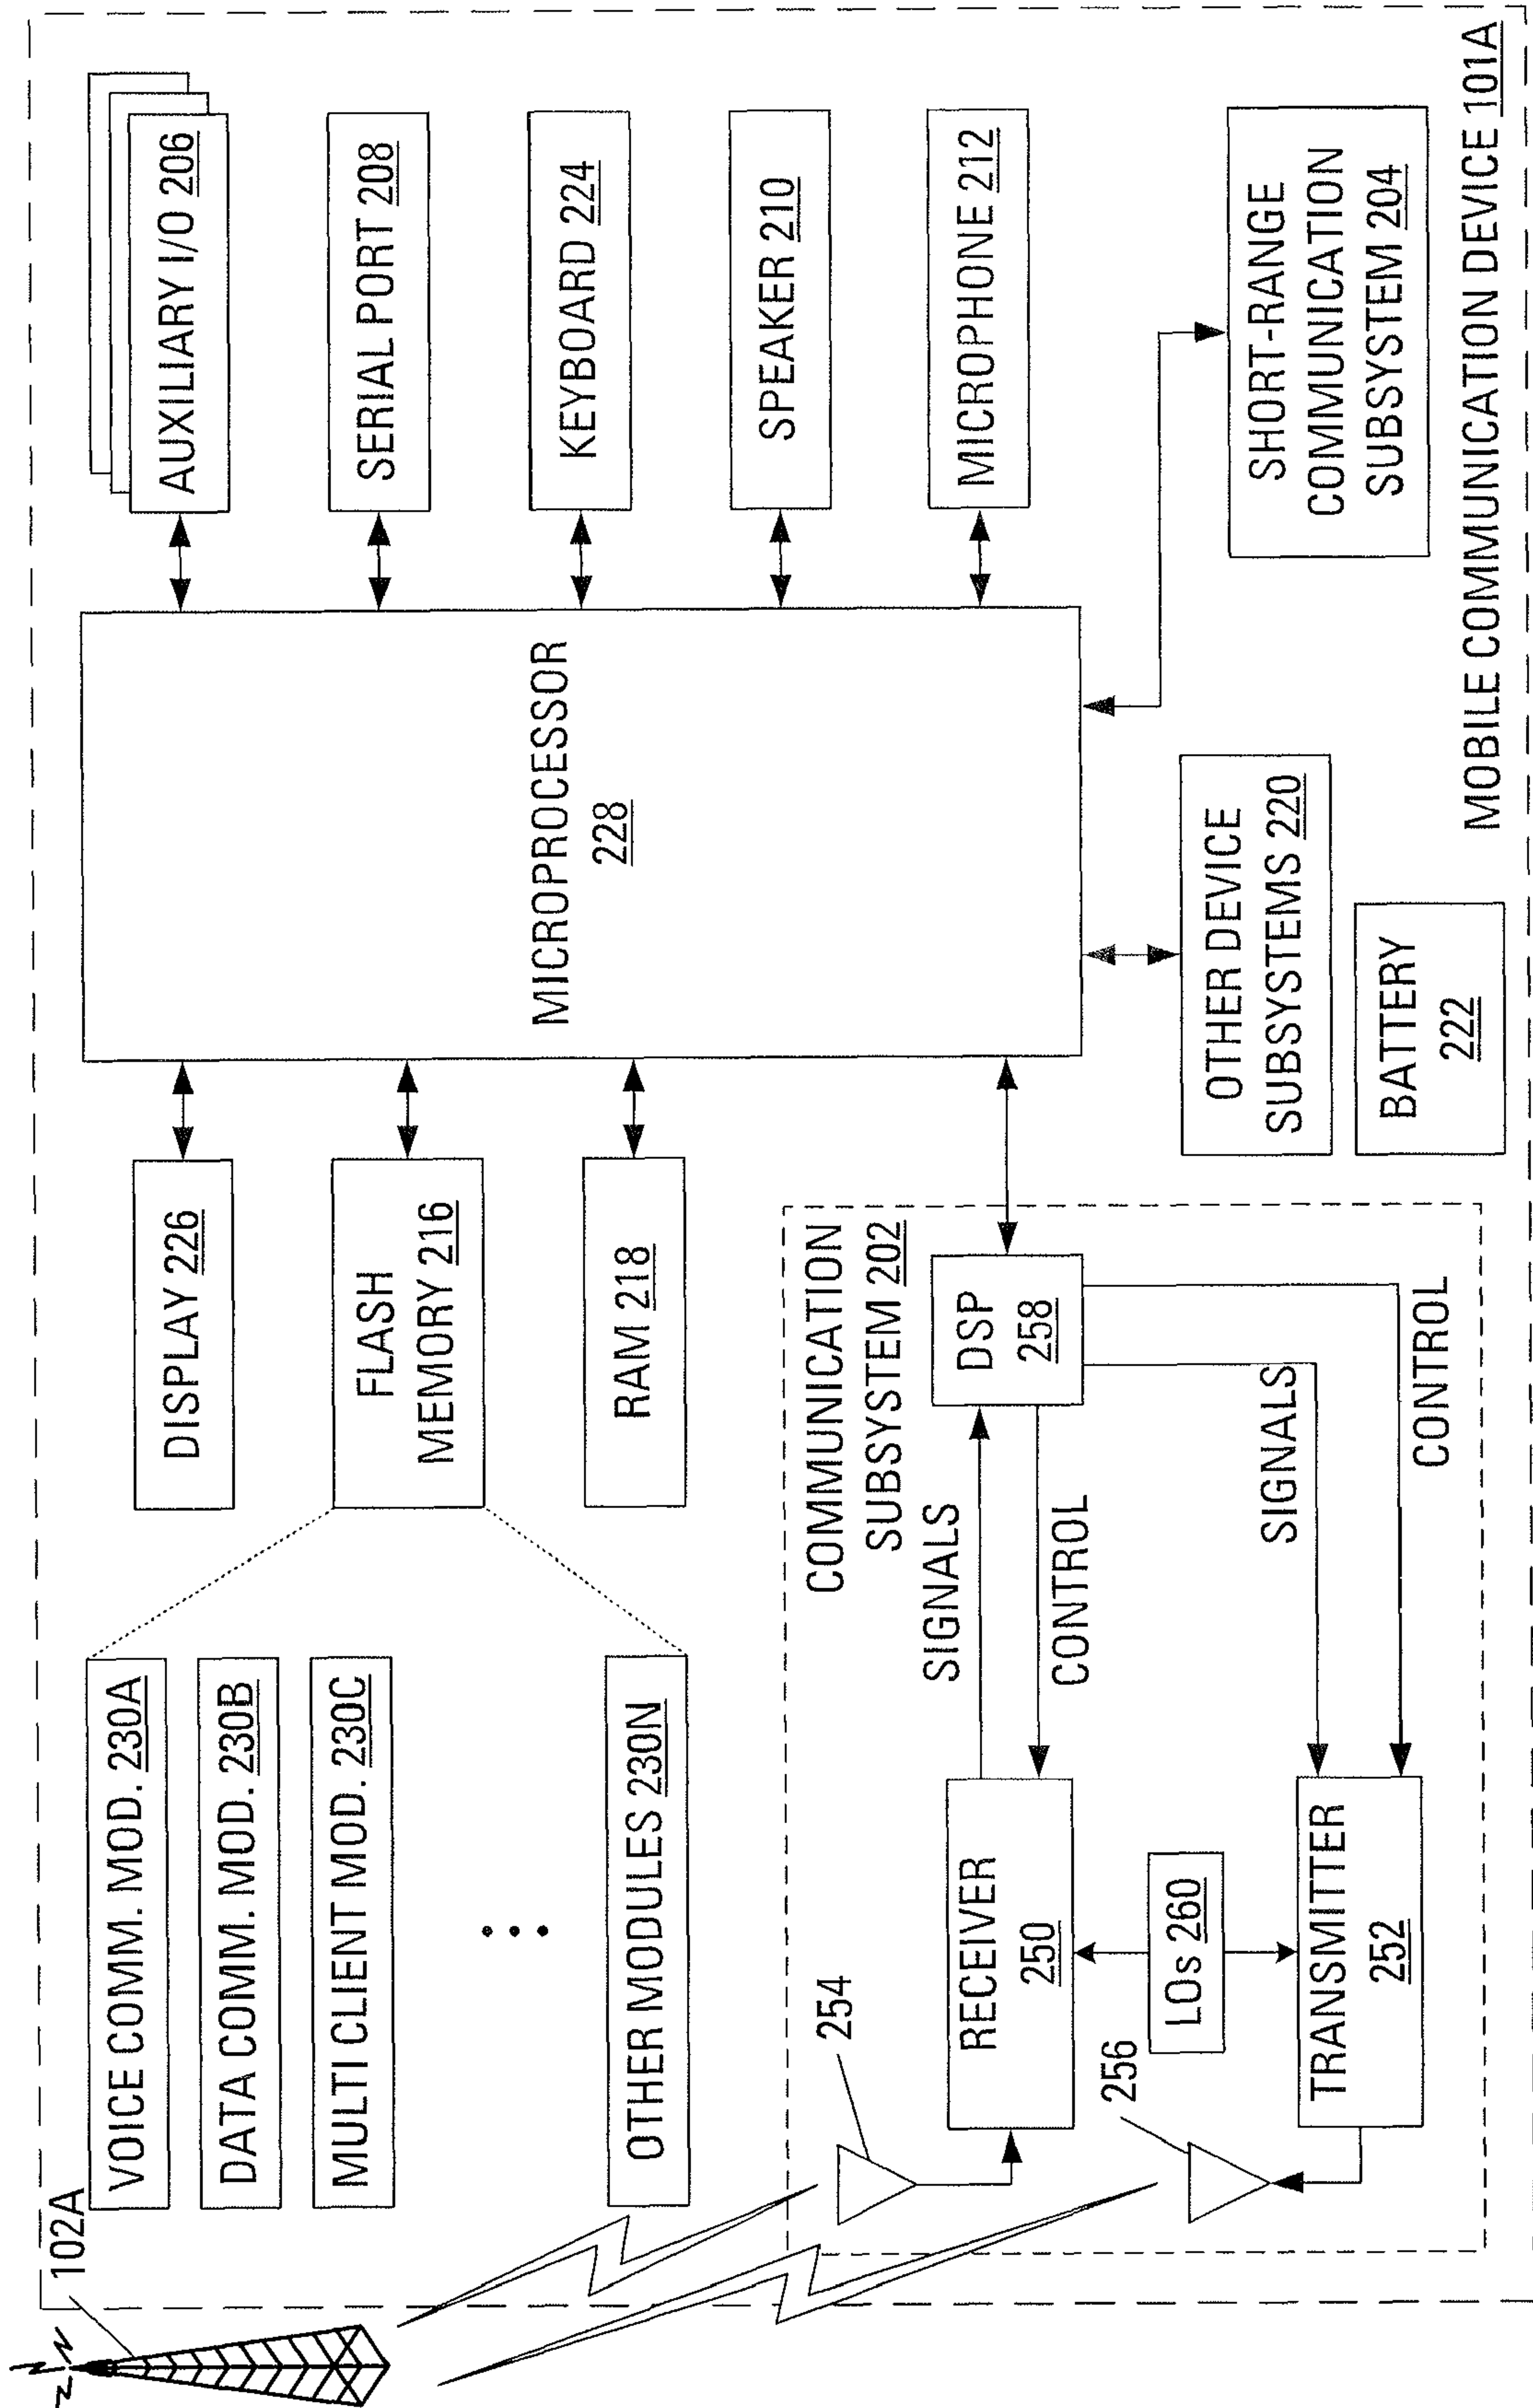 102A
VOICE COMM. MOD. 230A
DATA COMM. MOD. 230B
MULTI CLIENT MOD. 230C
OTHER MODULES 230N
DISPLAY 226
FLASH
MEMORY 216
RAM 218
MICROPROCESSOR
228
AUXILIARY I/O 206
SERIAL PORT 208
KEYBOARD 224
SPEAKER 210
MICROPHONE 212
COMMUNICATION
SUBSYSTEM 202
254
RECEIVER
250
SIGNALS
CONTROL
DSP
258
256
LOs 260
TRANSMITTER
252
SIGNALS
CONTROL
OTHER DEVICE
SUBSYSTEMS 220
BATTERY
222
SHORT-RANGE
COMMUNICATION
SUBSYSTEM 204
MOBILE COMMUNICATION DEVICE 101A